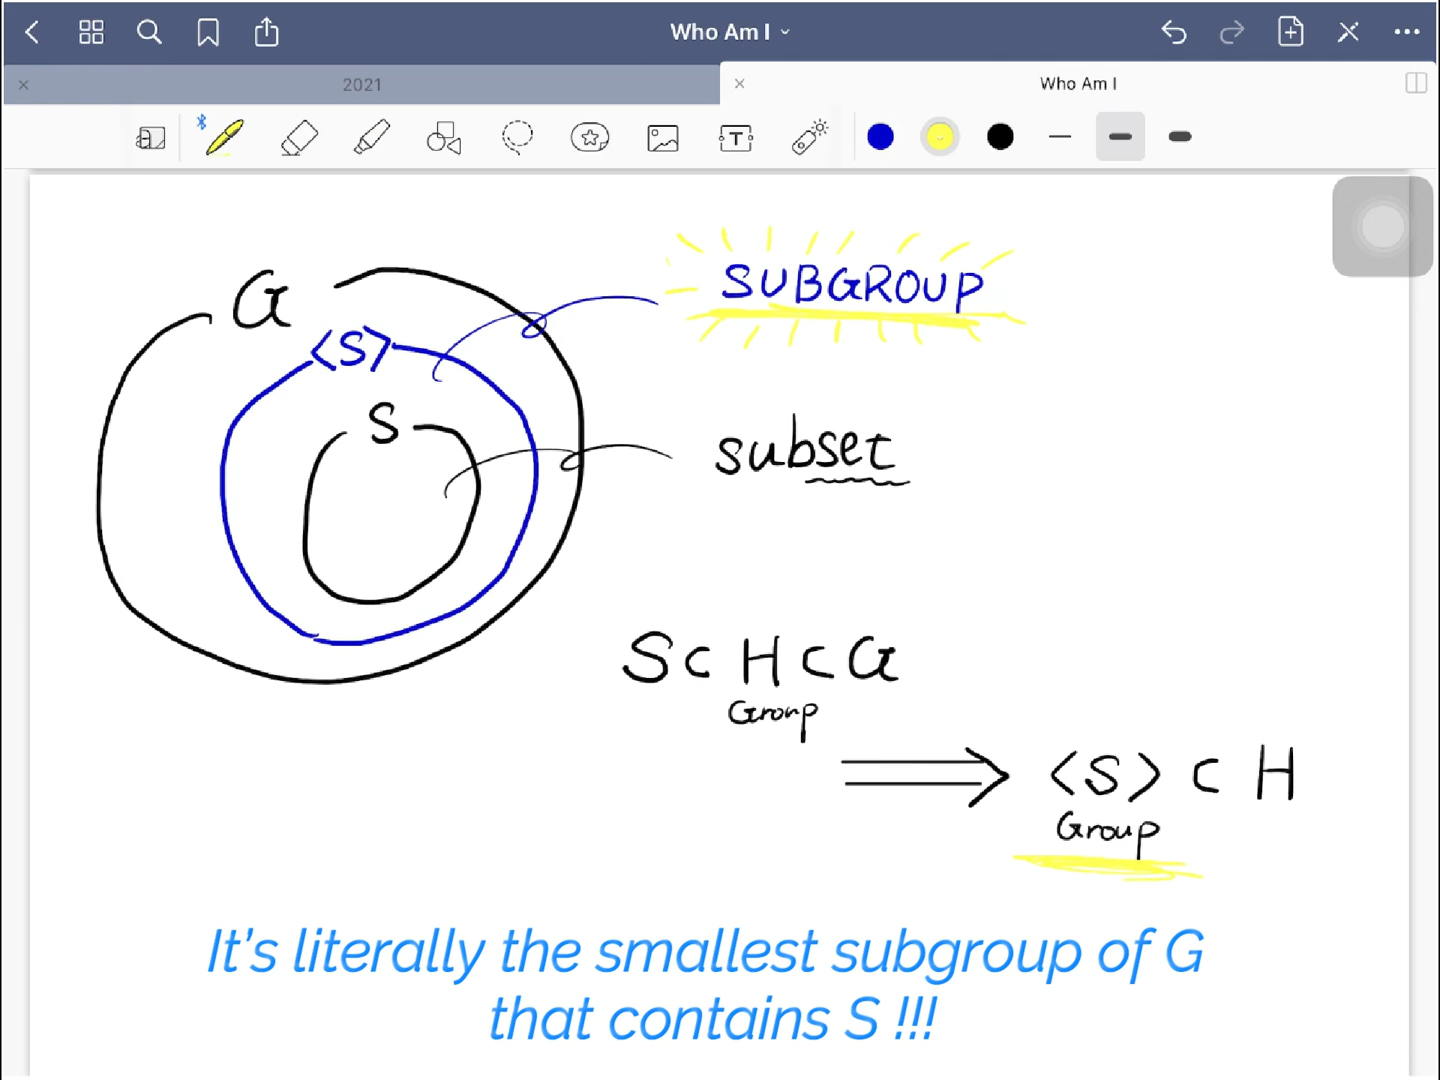 Who Am I
2021
Who Am I
T
G
SUBGROUP
<S>
S
subset
S ⊂ H ⊂ G
Group
⟹ <S> ⊂ H
Group
It's literally the smallest subgroup of G
that contains S !!!